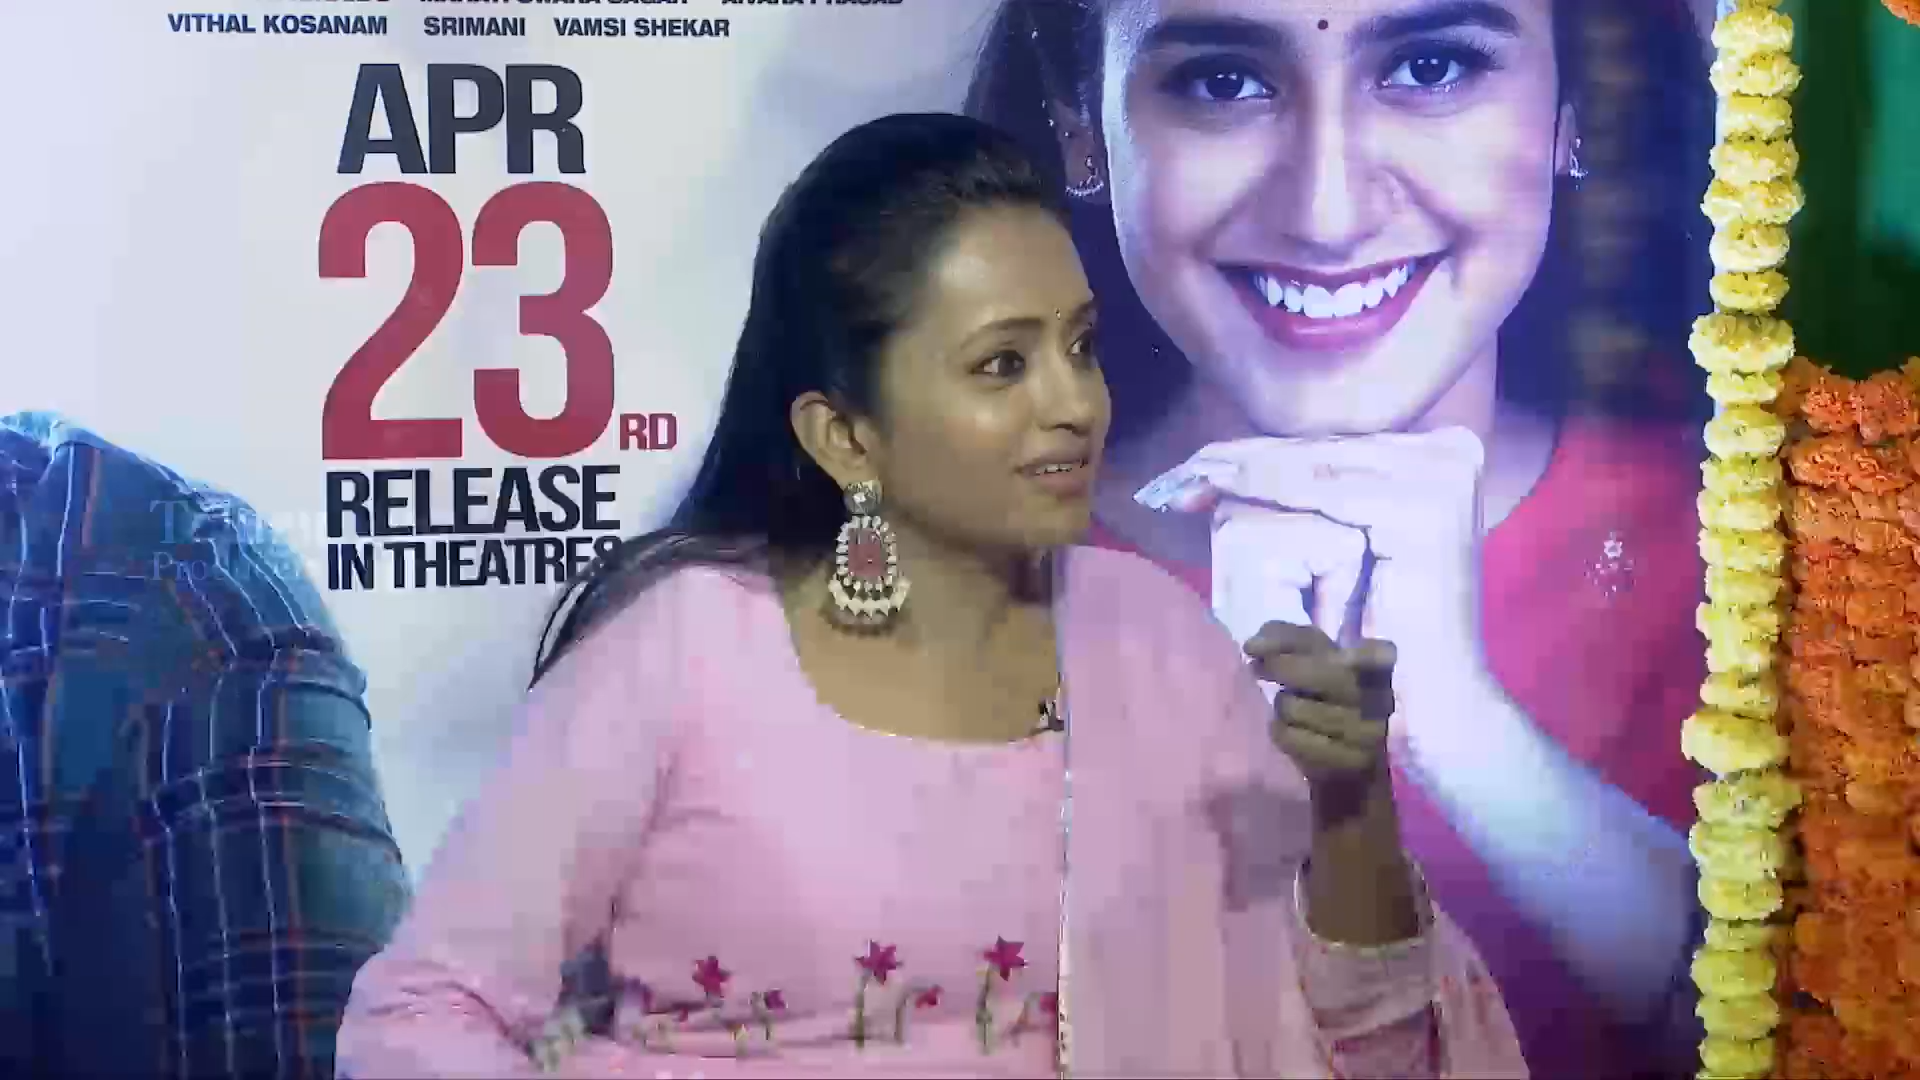 VITHAL KOSANAM SRIMANI VAMSI SHEKAR
APR
23RD
RELEASE
IN THEATRES